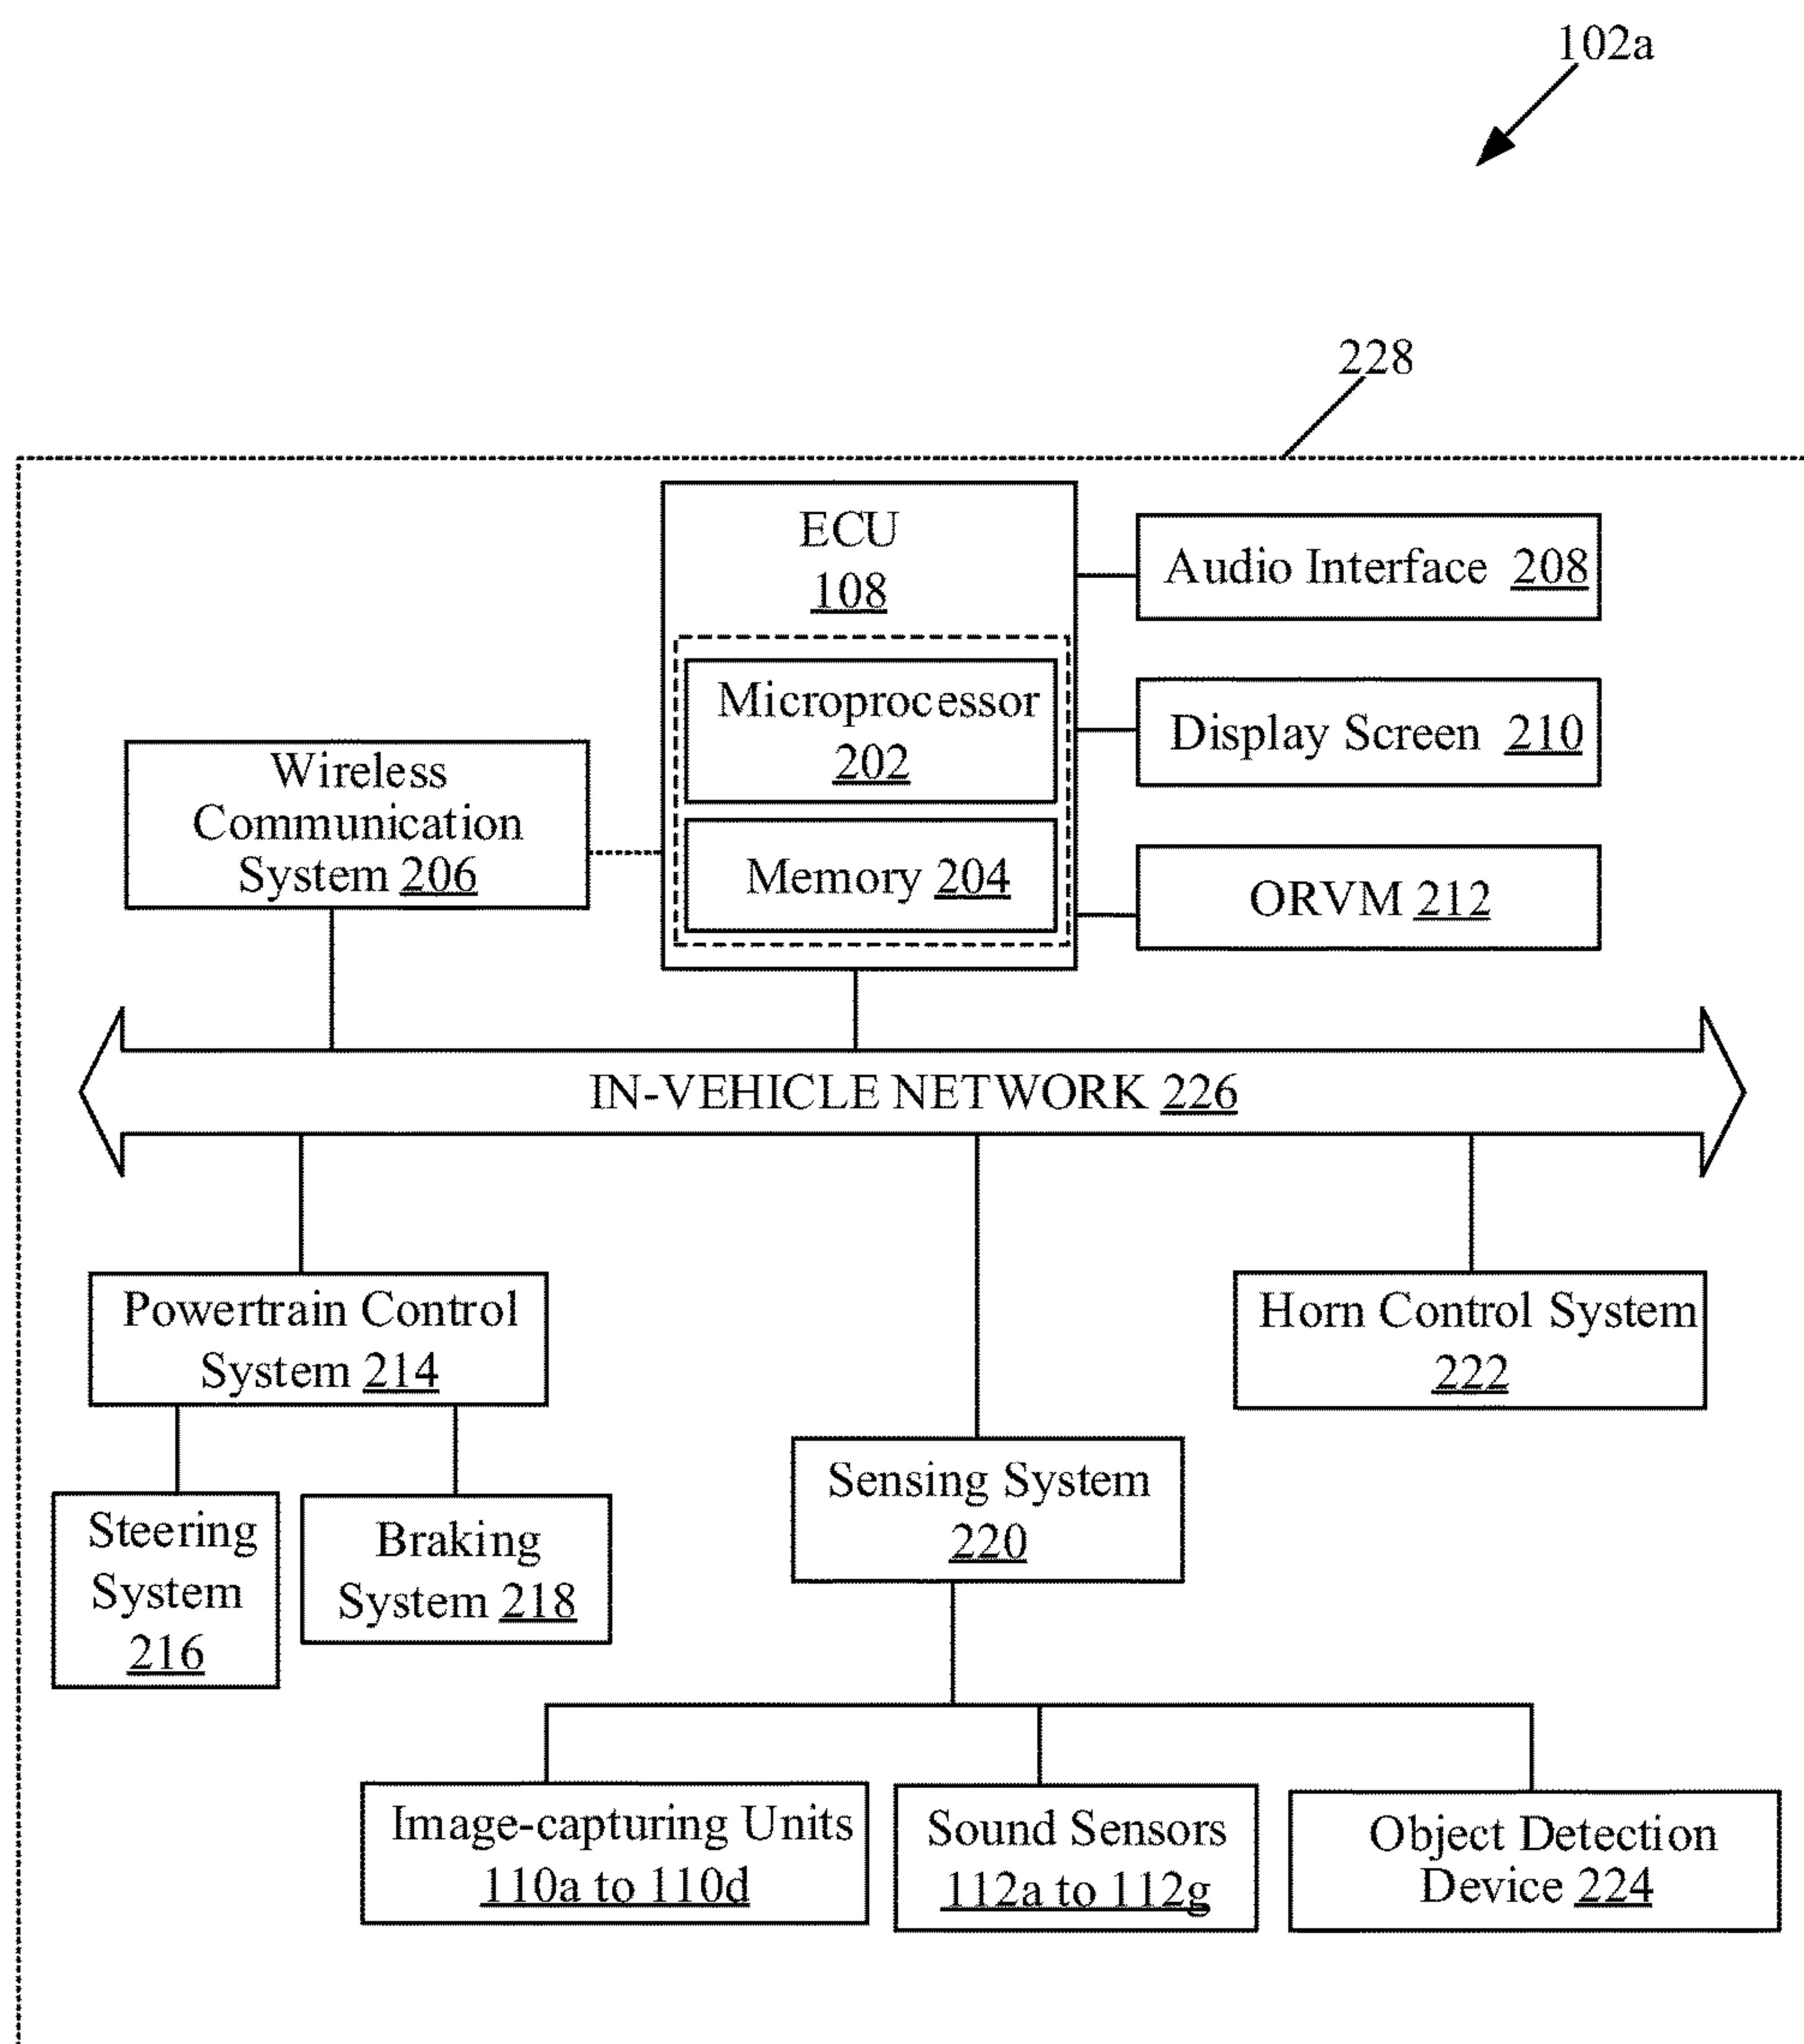 102a
228
ECU
108
Audio Interface 208
Microprocessor
202
Display Screen 210
Wireless
Communication
System 206
Memory 204
ORVM 212
IN-VEHICLE NETWORK 226
Powertrain Control
System 214
Horn Control System
222
Sensing System
220
Steering
System
216
Braking
System 218
Image-capturing Units
110a to 110d
Sound Sensors
112a to 112g
Object Detection
Device 224